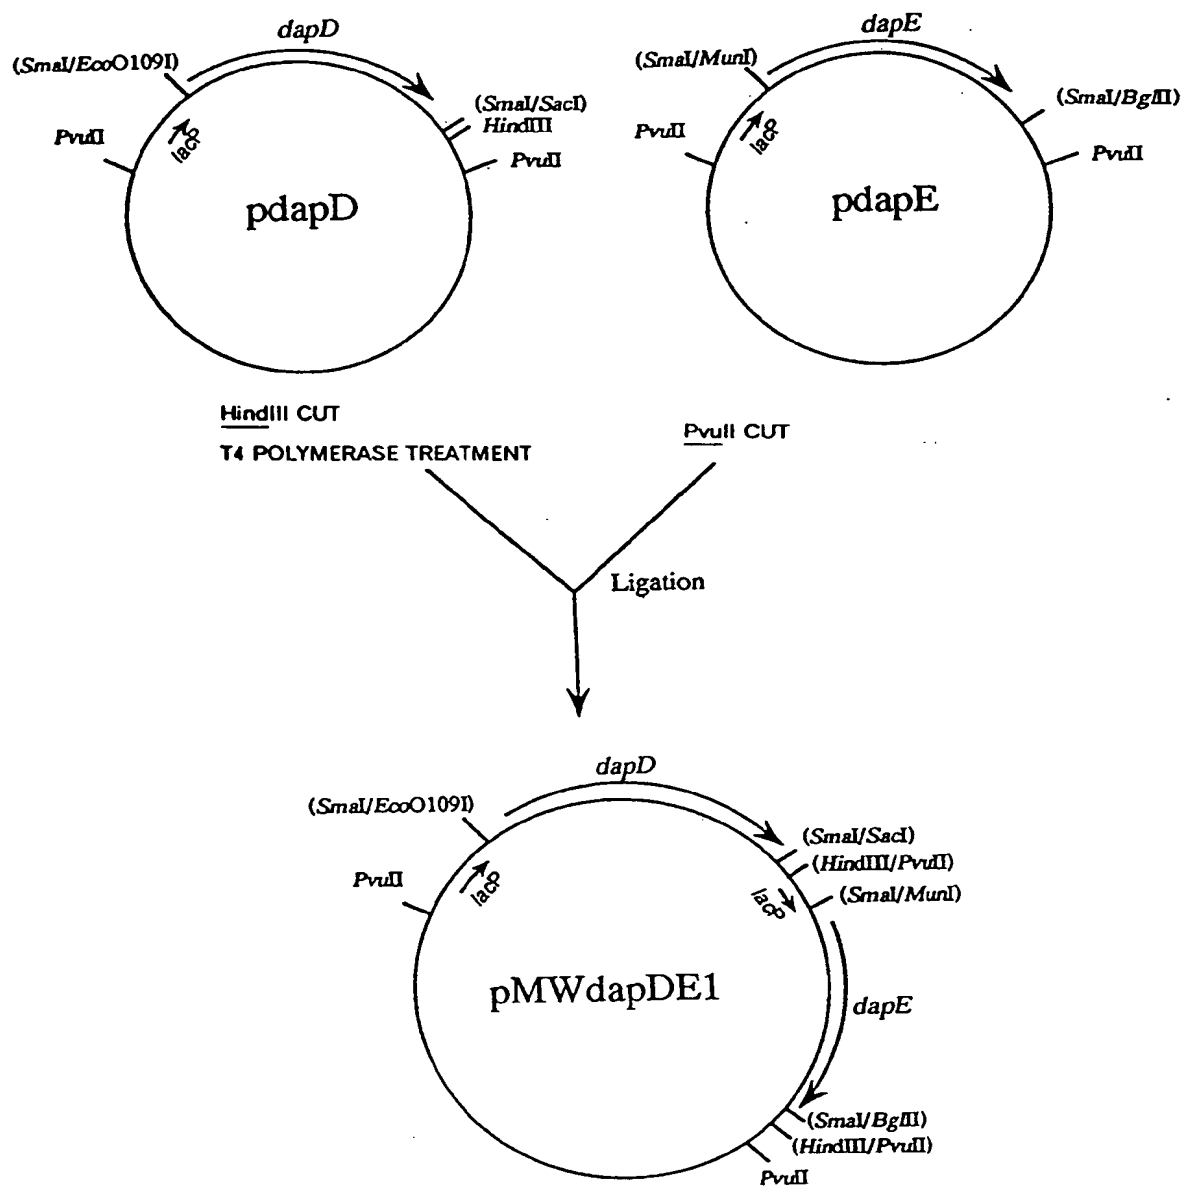 dapD
(SmaI/EcoO109I)
(SmaI/SacI)
HindIII
PvuII
lacP
PvuII
pdapD
dapE
(SmaI/MunI)
(SmaI/BglII)
PvuII
lacP
PvuII
pdapE
HindIII CUT
T4 POLYMERASE TREATMENT
PvuII CUT
Ligation
dapD
(SmaI/EcoO109I)
(SmaI/SacI)
(HindIII/PvuII)
PvuII
lacP
lacP
(SmaI/MunI)
pMWdapDE1
dapE
(SmaI/BglII)
(HindIII/PvuII)
PvuII